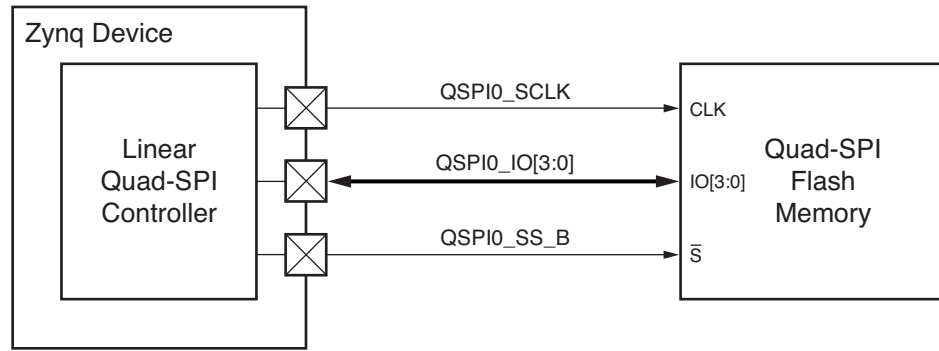 Zynq Device
Linear
Quad-SPI
Controller
QSPI0_SCLK
QSPI0_IO[3:0]
QSPI0_SS_B
CLK
IO[3:0]
S̅
Quad-SPI
Flash
Memory